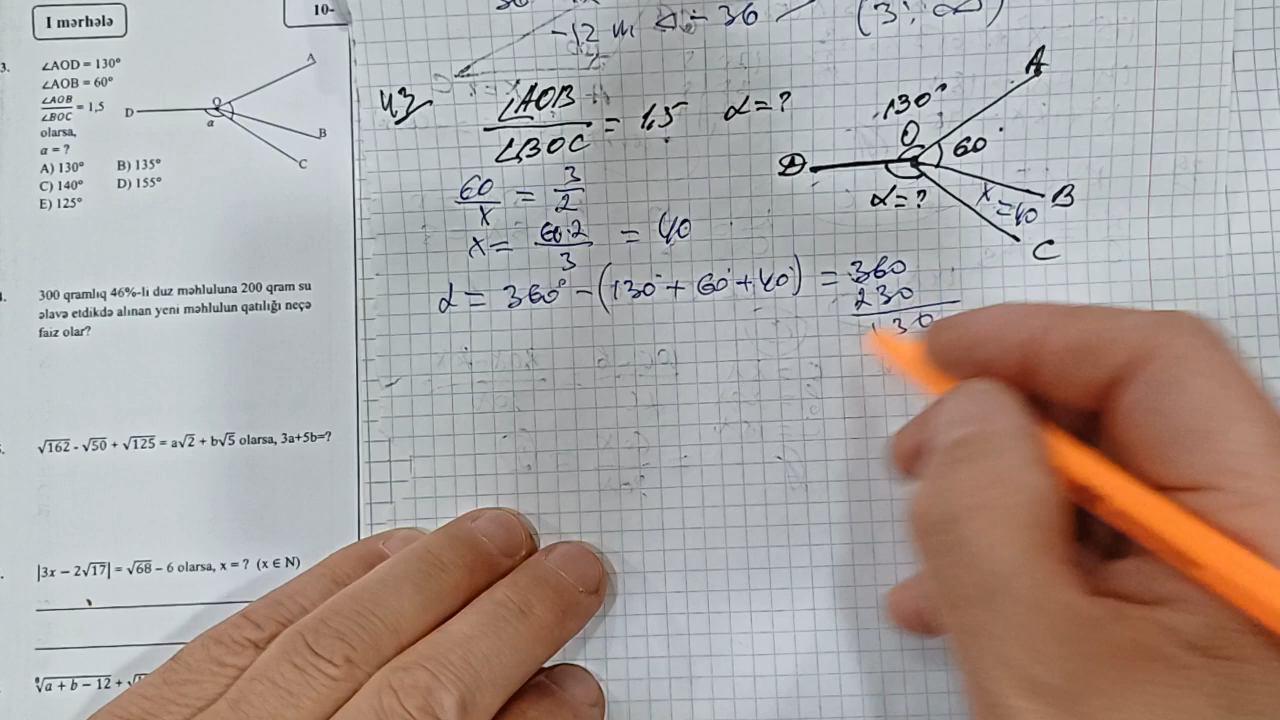 I mərhələ
10-
3.
∠AOD = 130°
∠AOB = 60°
∠AOB/∠BOC = 1,5
olarsa,
α = ?
A) 130° B) 135°
C) 140° D) 155°
E) 125°
A
D
O
α
B
C
300 qramlıq 46%-li duz məhluluna 200 qram su
əlavə etdikdə alınan yeni məhlulun qatılığı neçə
faiz olar?
√162 - √50 + √125 = a√2 + b√5 olarsa, 3a+5b=?
|3x − 2√17| = √68 − 6 olarsa, x = ? (x ∈ N)
a + b − 12 +
36
(3; ∞)
43
∠AOB/∠BOC = 1,5 α = ?
60/x = 3/2
x = 60·2/3 = 40
α = 360° − (130° + 60° + 40°) = 360
230
130
130°
A
O
60°
D
α = ?
x = 40
B
C